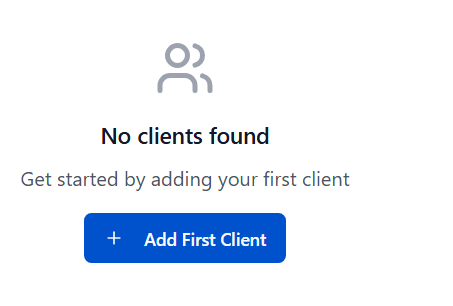 No clients found
Get started by adding your first client
Add First Client